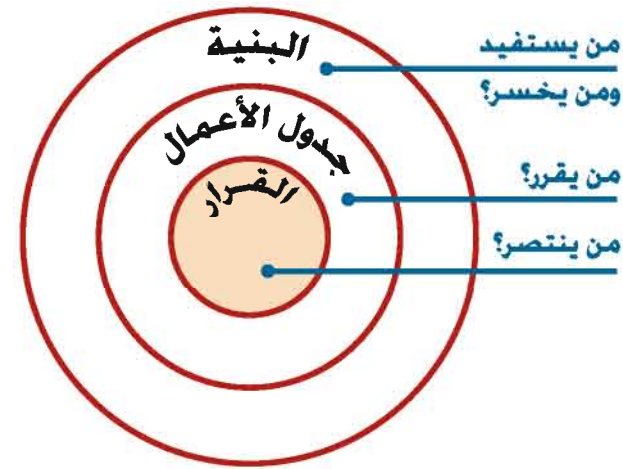 البنية
من يستفيد
ومن يخسر؟
جدول الأعمال
من يقرر؟
القرار
من ينتصر؟